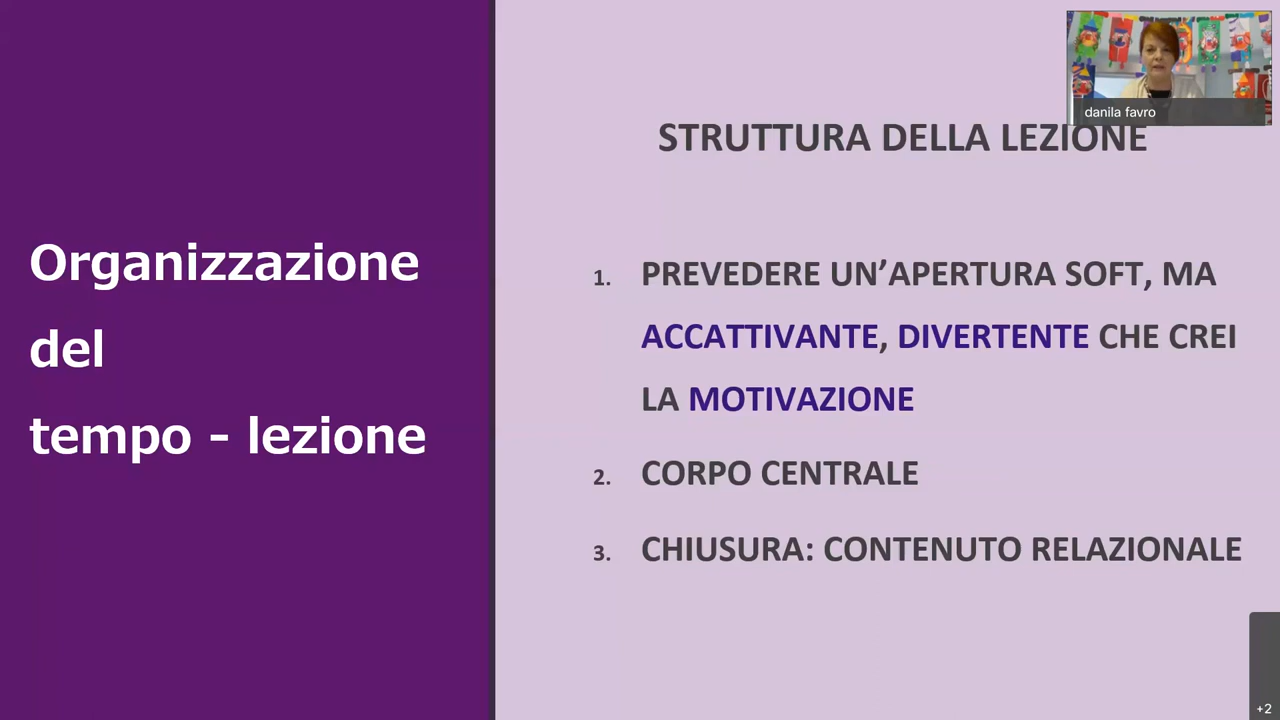 Organizzazione
del
tempo - lezione
danila favro
STRUTTURA DELLA LEZIONE
1. PREVEDERE UN’APERTURA SOFT, MA
ACCATTIVANTE, DIVERTENTE CHE CREI
LA MOTIVAZIONE
2. CORPO CENTRALE
3. CHIUSURA: CONTENUTO RELAZIONALE
+2